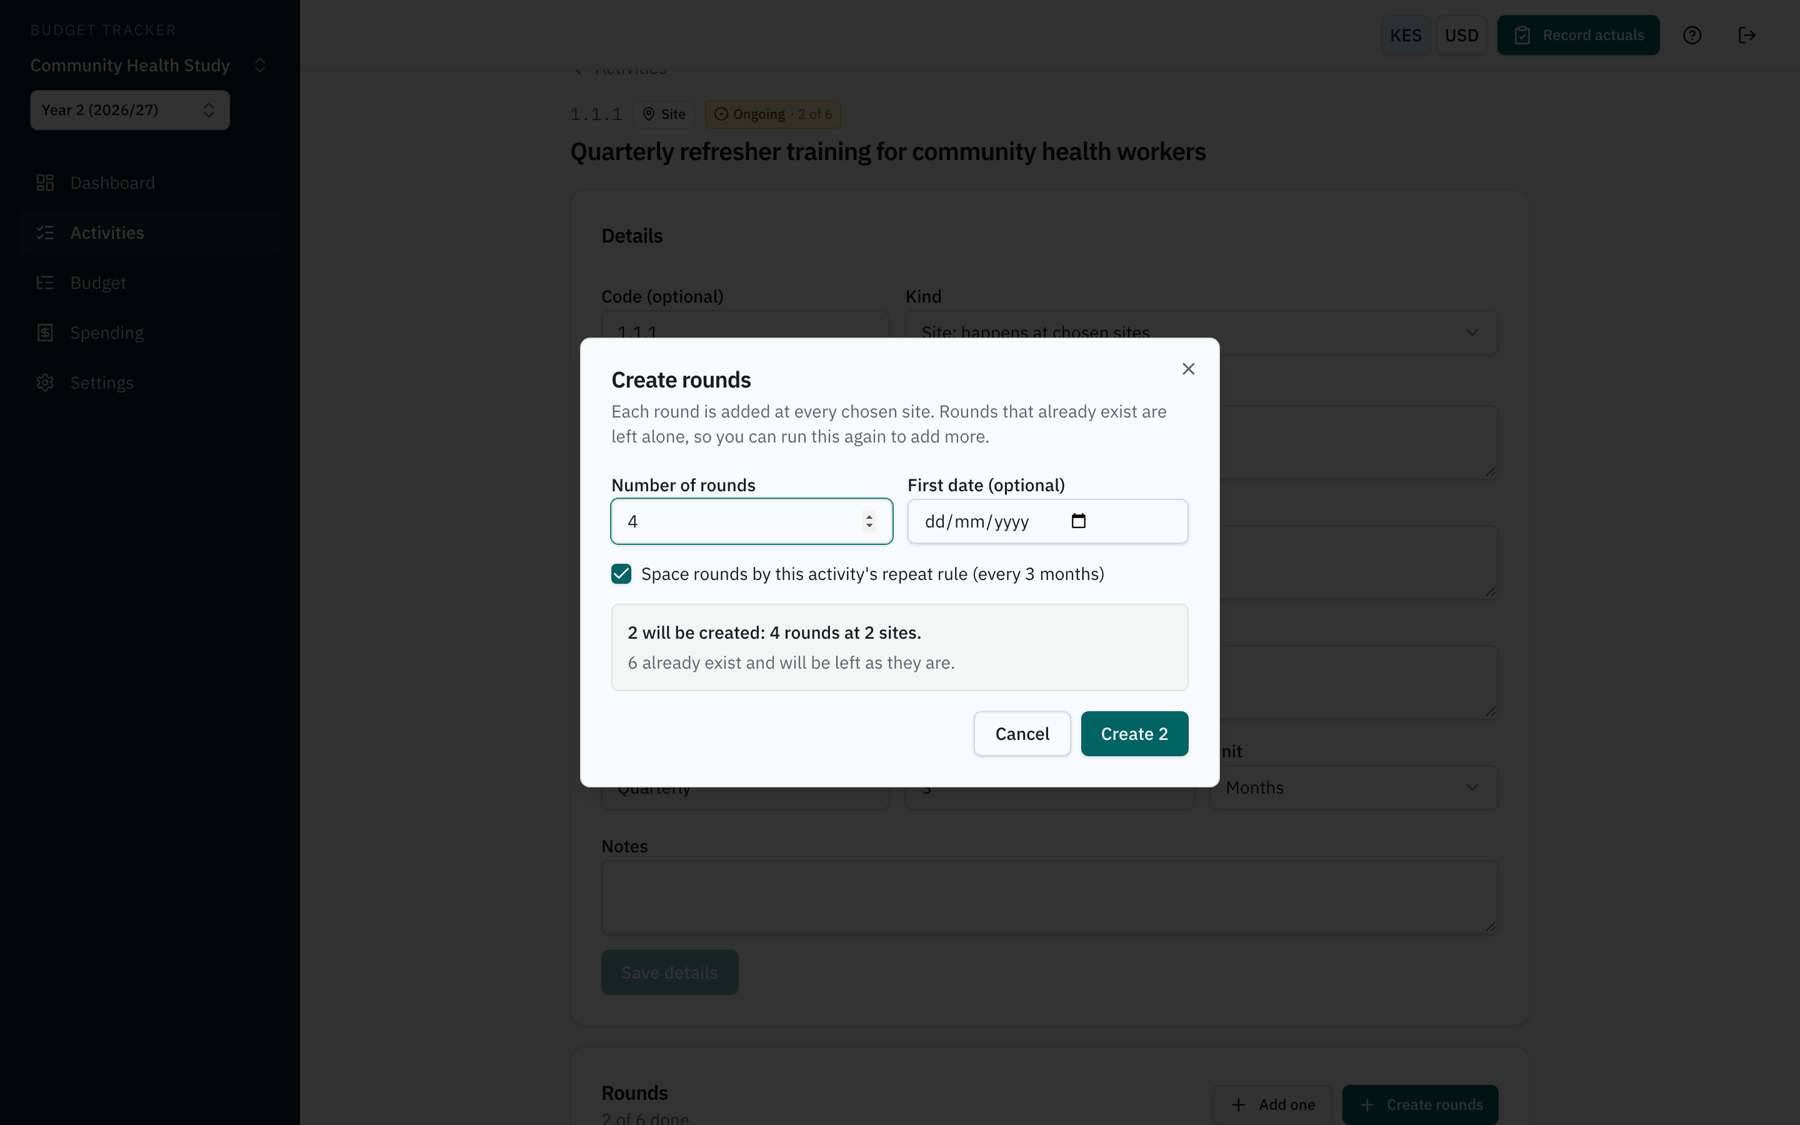 BUDGET TRACKER
Community Health Study
Year 2 (2026/27)
Dashboard
Activities
Budget
Spending
Settings
KES
USD
Record actuals
Activities
1.1.1
Site
Ongoing · 2 of 6
Quarterly refresher training for community health workers
Details
Code (optional)
Kind
1.1.1
Site: happens at chosen sites
Create rounds
Each round is added at every chosen site. Rounds that already exist are
left alone, so you can run this again to add more.
Number of rounds
First date (optional)
4
dd/mm/yyyy
Space rounds by this activity's repeat rule (every 3 months)
2 will be created: 4 rounds at 2 sites.
6 already exist and will be left as they are.
Cancel
Create 2
Quarterly
3
Months
Notes
Save details
Rounds
2 of 6 done
Add one
Create rounds